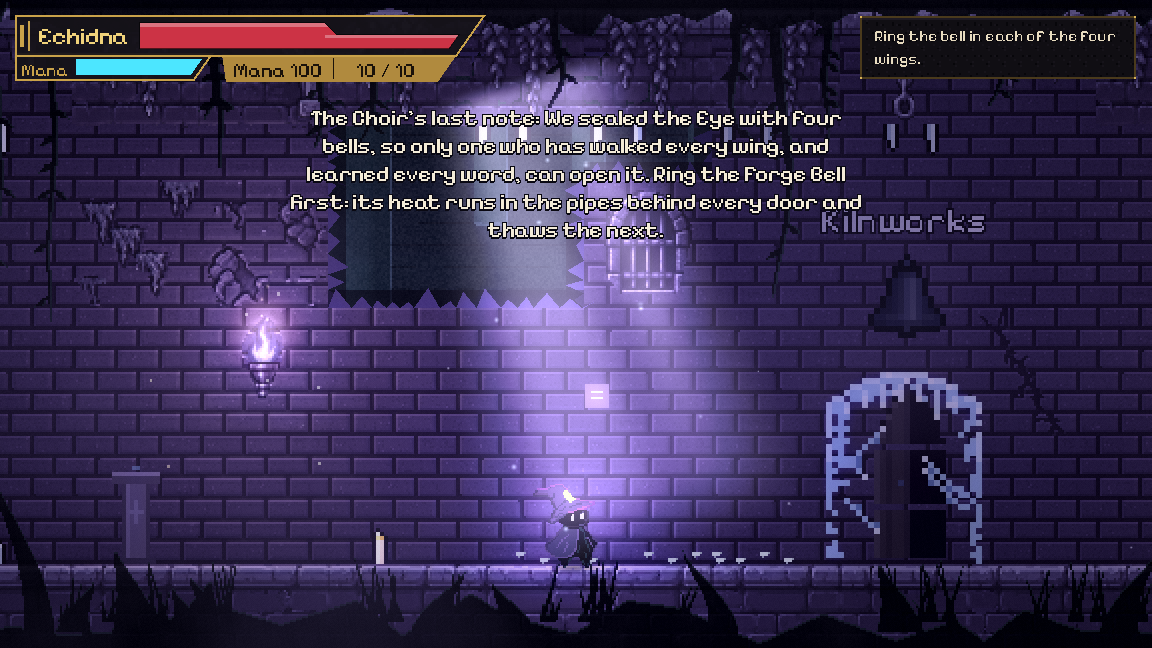 Echidna
Mana
Mana 100
10 / 10
Ring the bell in each of the four
wings.
The Choir's last note: We sealed the Eye with four
bells, so only one who has walked every wing, and
learned every word, can open it. Ring the Forge Bell
first: its heat runs in the pipes behind every door and
thaws the next.
Kilnworks